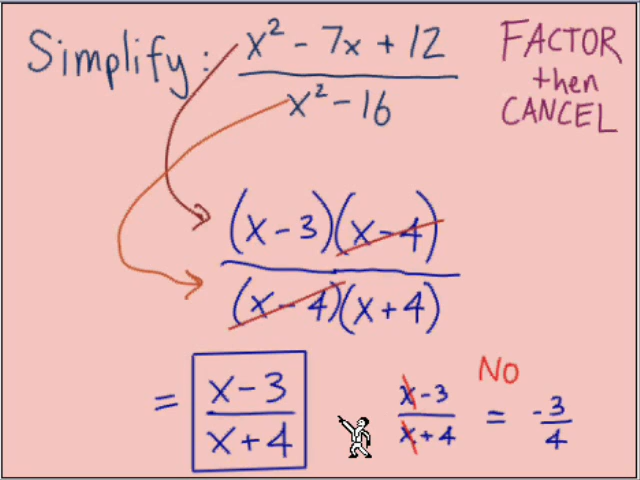 Simplify: x² - 7x + 12
x² - 16
FACTOR
then
CANCEL
(x - 3)(x - 4)
(x - 4)(x + 4)
= x - 3
x + 4
NO
x - 3
x + 4
= -3
4